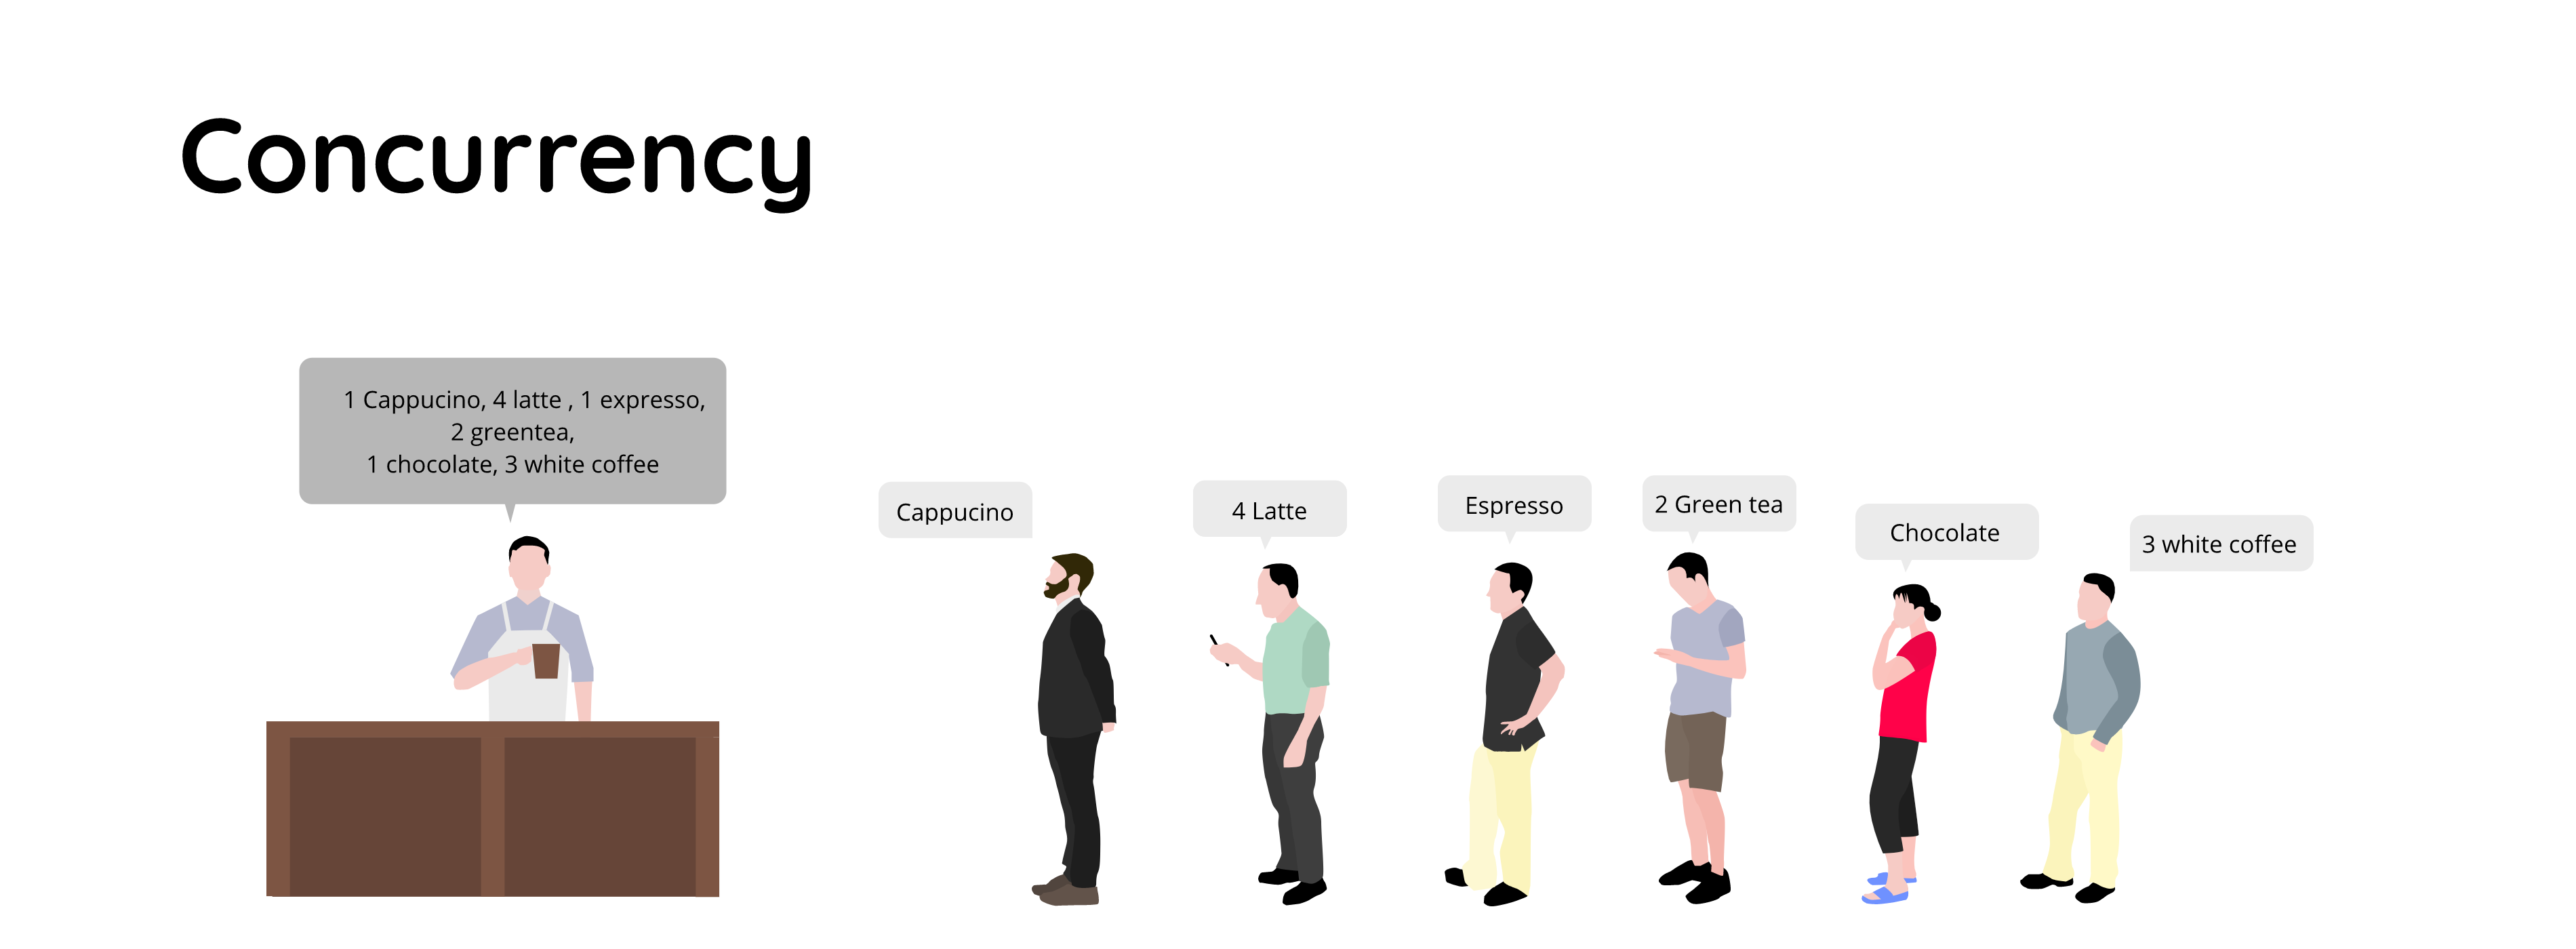 Concurrency
1 Cappucino, 4 latte , 1 expresso,
2 greentea,
1 chocolate, 3 white coffee
Cappucino
4 Latte
Espresso
2 Green tea
Chocolate
3 white coffee